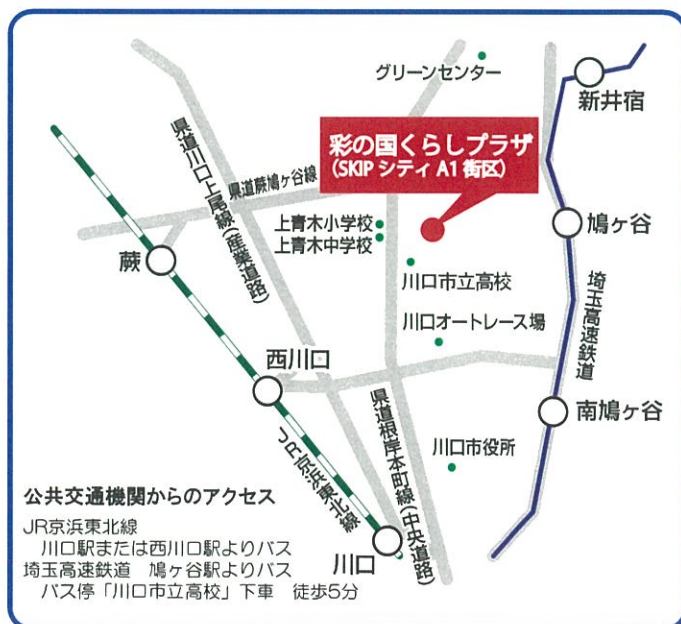 グリーンセンター
新井宿
彩の国くらしプラザ
(SKIP シティ A1 街区)
県道川口上尾線(産業道路)
県道蕨鳩ヶ谷線
上青木小学校
上青木中学校
鳩ヶ谷
蕨
川口市立高校
埼玉高速鉄道
川口オートレース場
西川口
南鳩ヶ谷
県道根岸本町線(中央道路)
川口市役所
JR京浜東北線
川口
公共交通機関からのアクセス
JR京浜東北線
川口駅または西川口駅よりバス
埼玉高速鉄道　鳩ヶ谷駅よりバス
バス停「川口市立高校」下車　徒歩5分